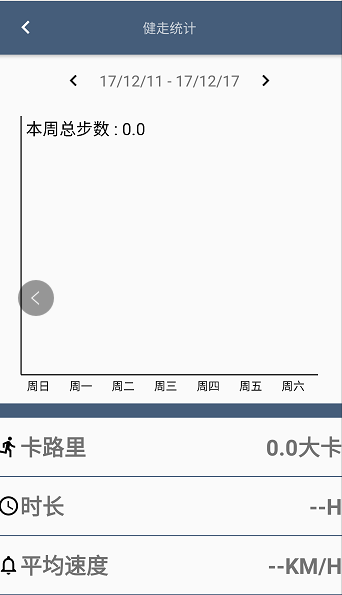 健走统计
17/12/11 - 17/12/17
本周总步数 : 0.0
周日 周一 周二 周三 周四 周五 周六
卡路里 0.0大卡
时长 --H
平均速度 --KM/H